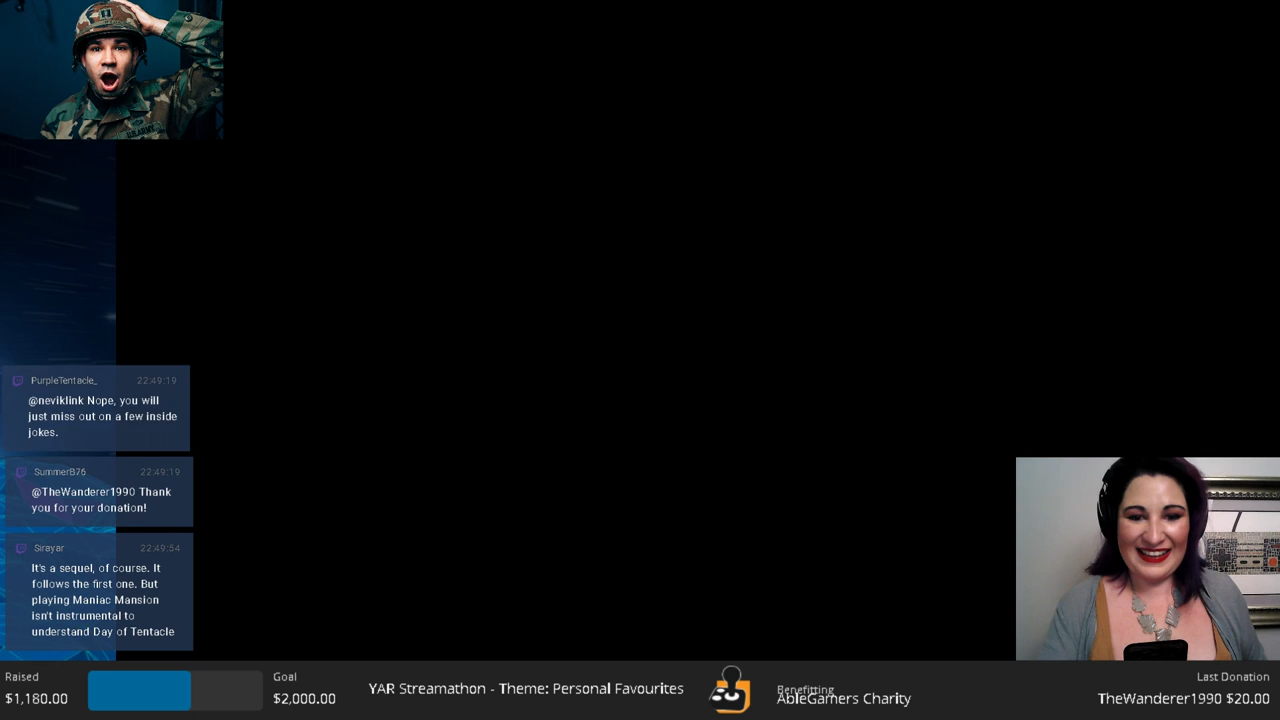 US ARMY
PurpleTentacle_ 22:49:19
@neviklink Nope, you will
just miss out on a few inside
jokes.
SummerB76 22:49:19
@TheWanderer1990 Thank
you for your donation!
Sirayar 22:49:54
It's a sequel, of course. It
follows the first one. But
playing Maniac Mansion
isn't instrumental to
understand Day of Tentacle
Raised
$1,180.00
Goal
$2,000.00
YAR Streamathon - Theme: Personal Favourites
Benefitting
AbleGamers Charity
Last Donation
TheWanderer1990 $20.00